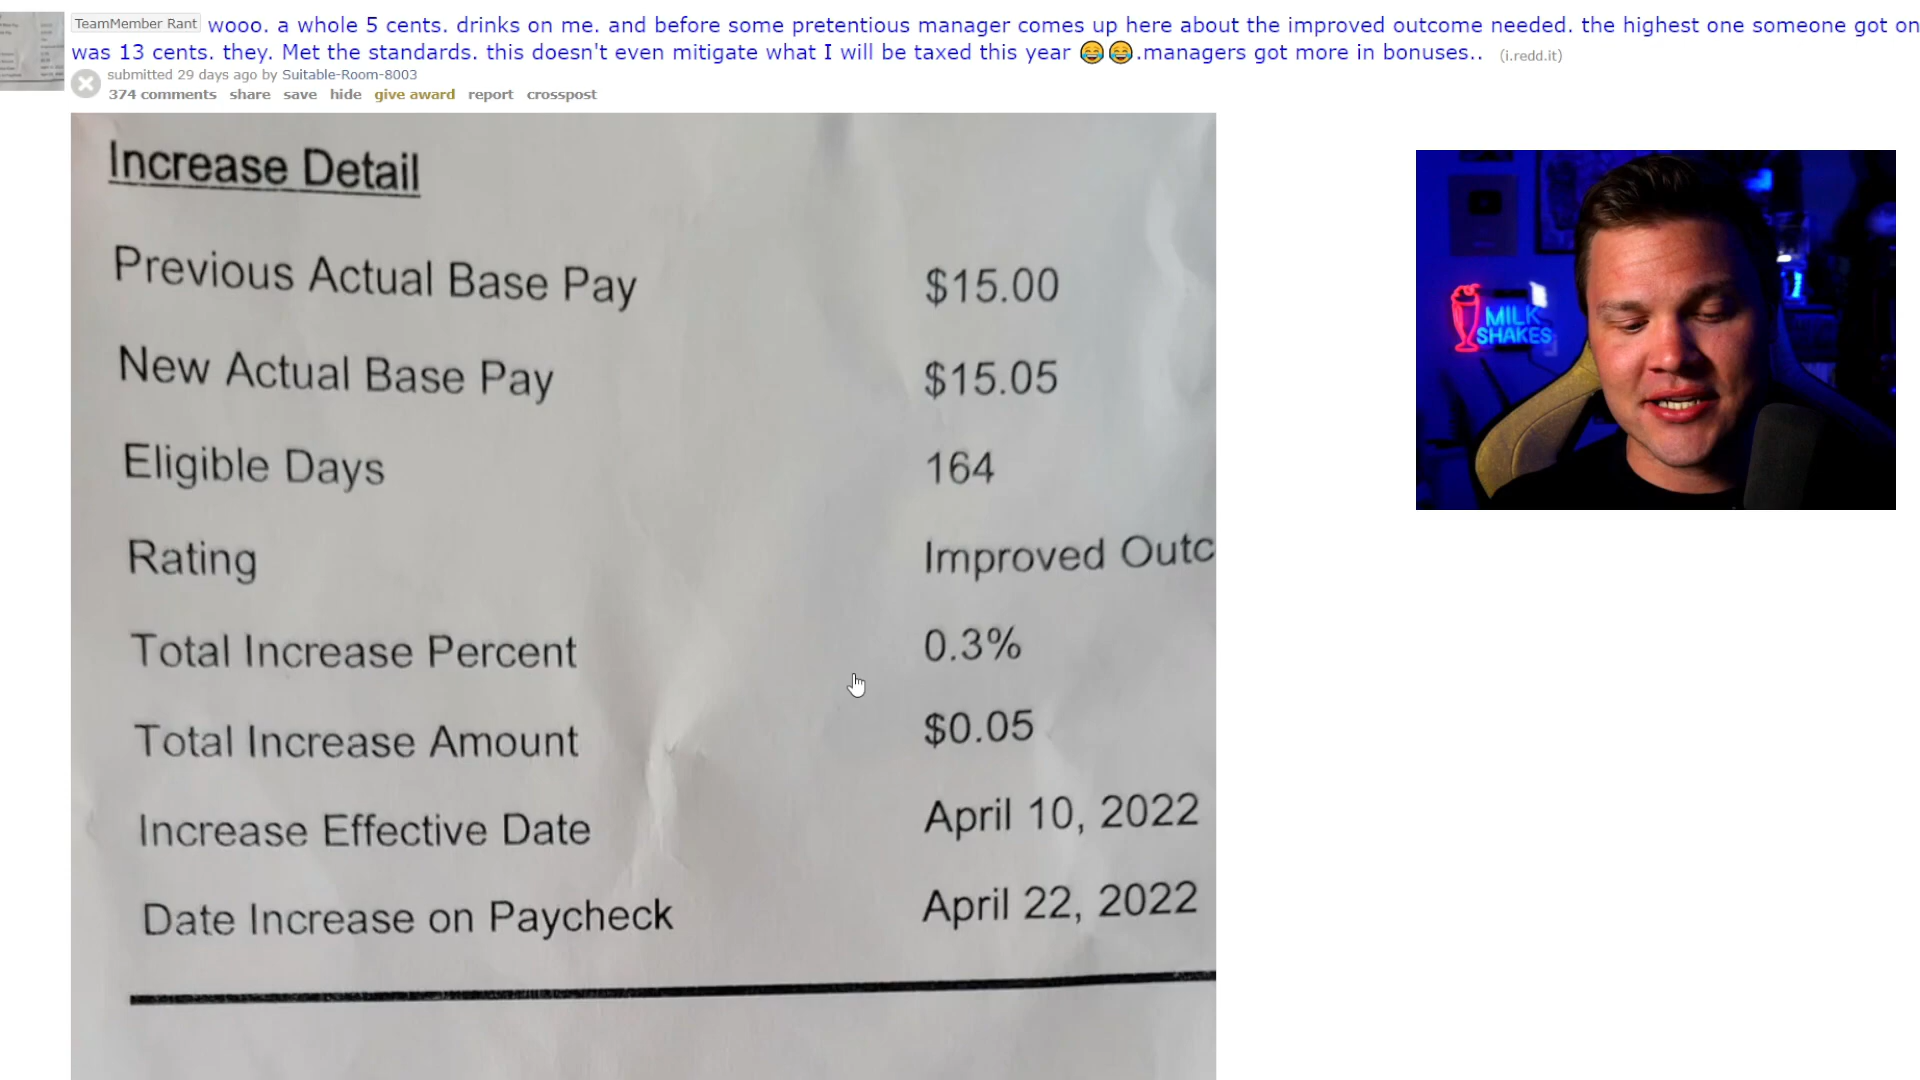 TeamMember Rant wooo. a whole 5 cents. drinks on me. and before some pretentious manager comes up here about the improved outcome needed. the highest one someone got on
was 13 cents. they. Met the standards. this doesn't even mitigate what I will be taxed this year 😂😂.managers got more in bonuses.. (i.redd.it)
submitted 29 days ago by Suitable-Room-8003
374 comments share save hide give award report crosspost
Increase Detail
Previous Actual Base Pay $15.00
New Actual Base Pay $15.05
Eligible Days 164
Rating Improved Outc
Total Increase Percent 0.3%
Total Increase Amount $0.05
Increase Effective Date April 10, 2022
Date Increase on Paycheck April 22, 2022
MILK
SHAKES